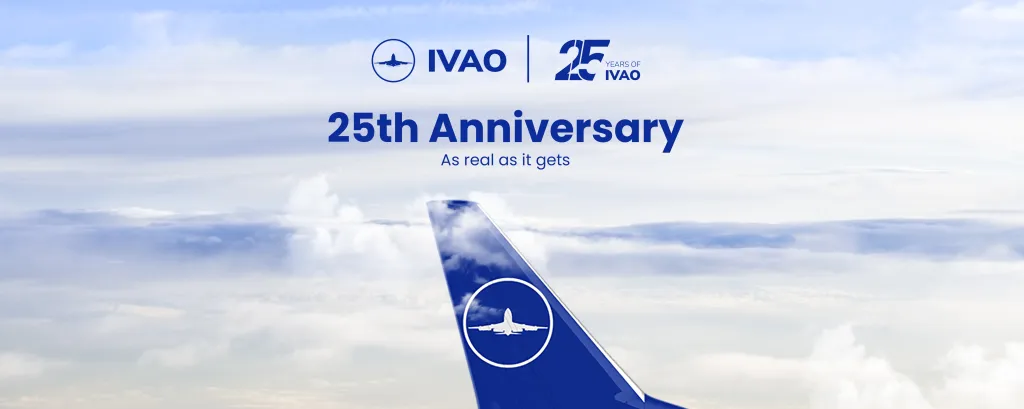 IVAO
25 YEARS OF
IVAO
25th Anniversary
As real as it gets